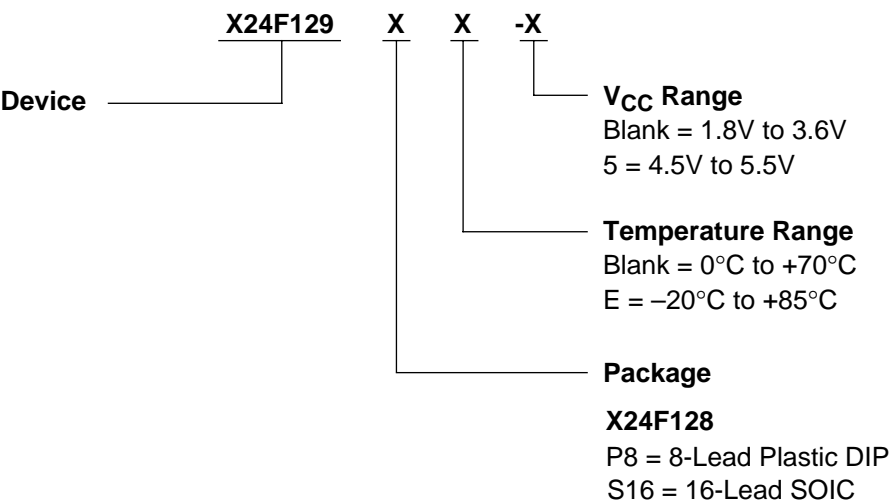 X24F129 X X -X
Device
VCC Range
Blank = 1.8V to 3.6V
5 = 4.5V to 5.5V
Temperature Range
Blank = 0°C to +70°C
E = –20°C to +85°C
Package
X24F128
P8 = 8-Lead Plastic DIP
S16 = 16-Lead SOIC